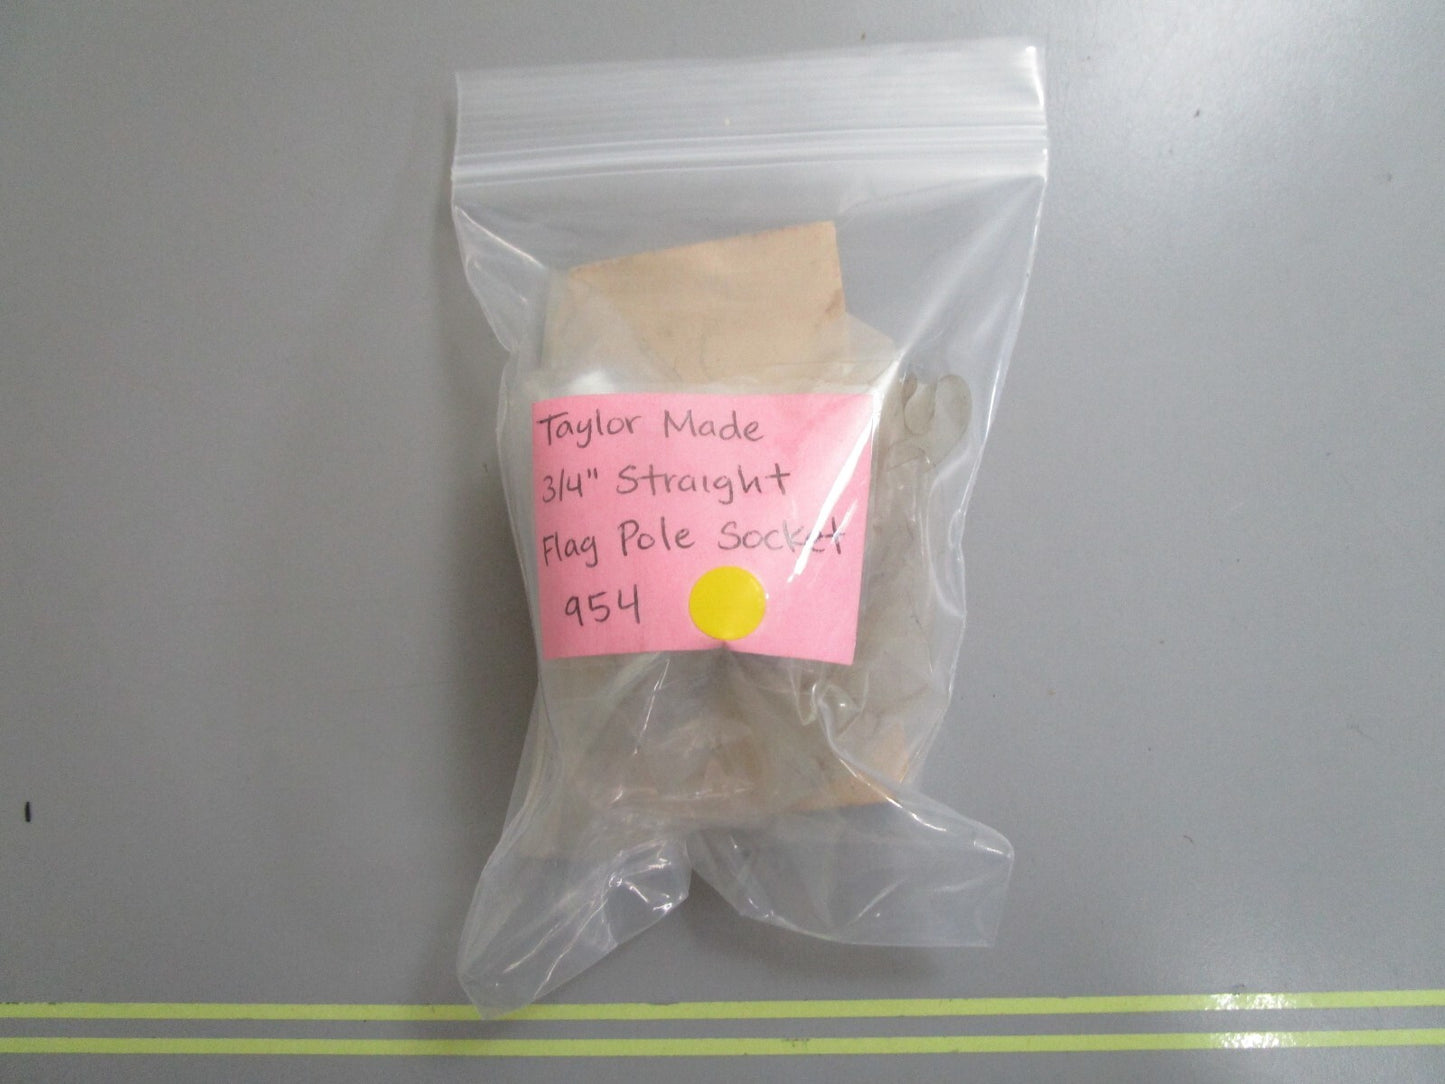 Taylor Made
3/4" Straight
Flag Pole Socket
954